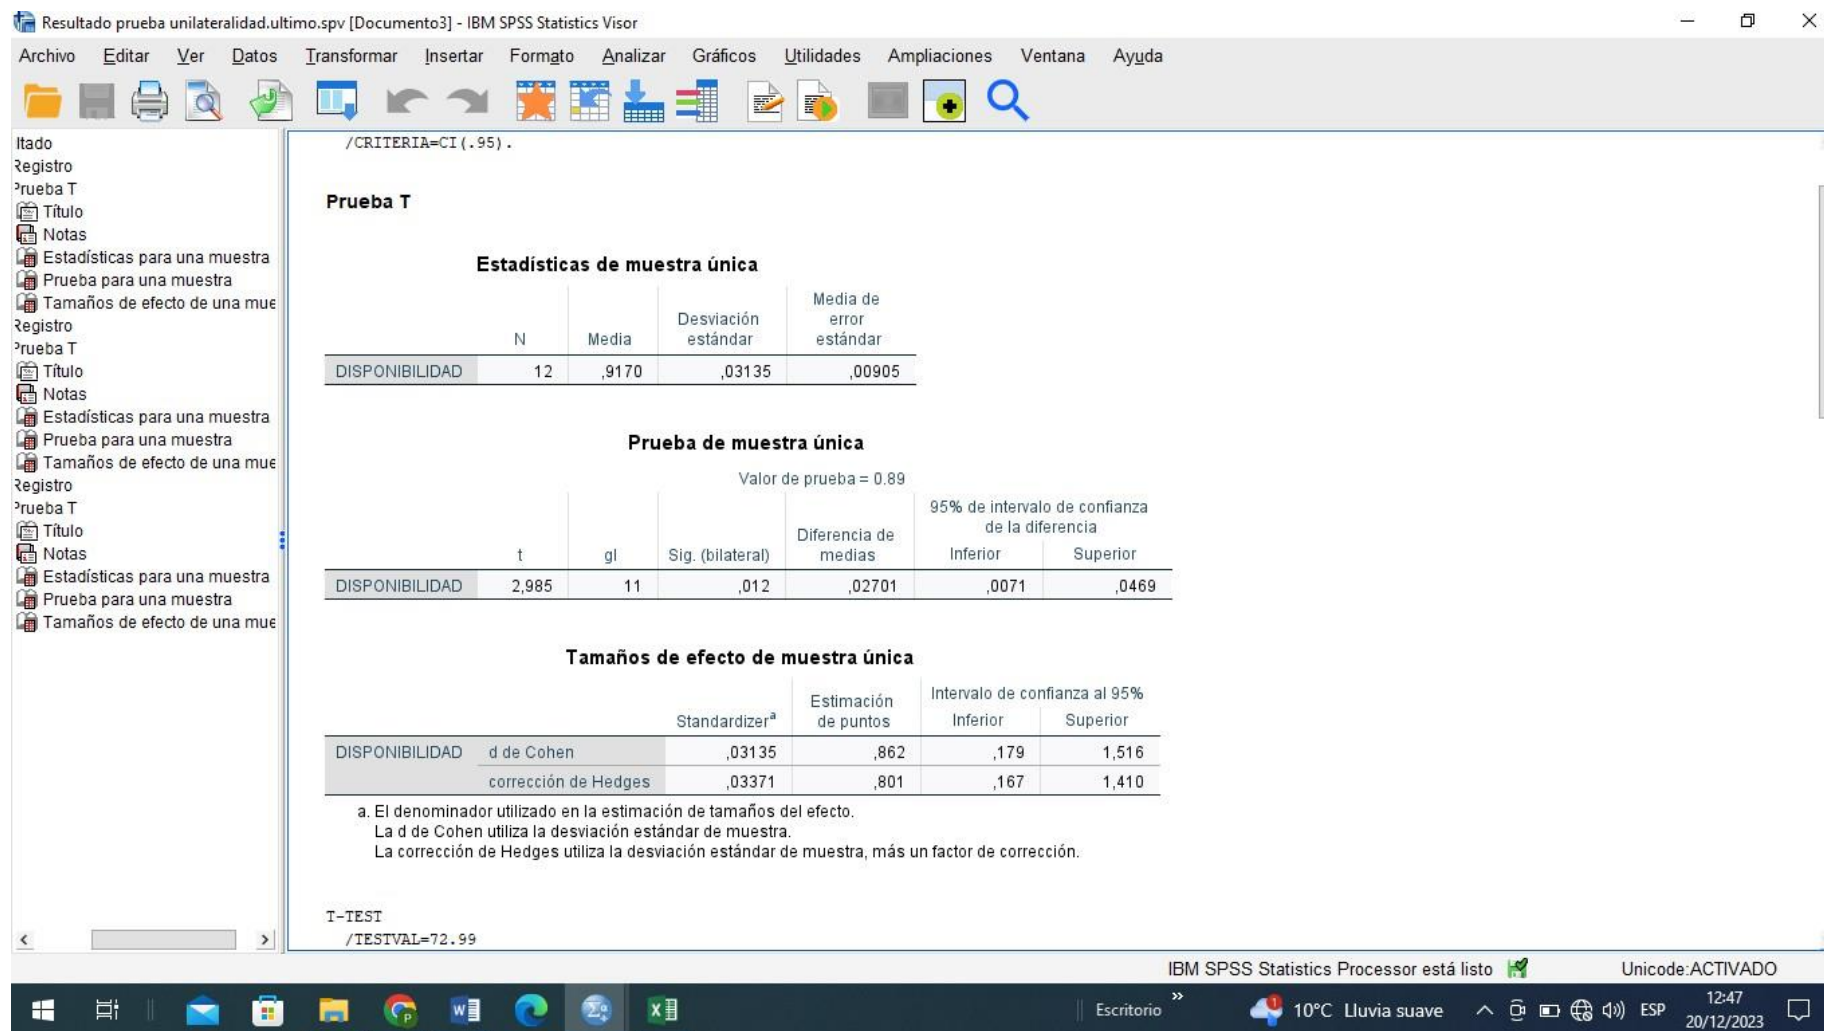 Resultado prueba unilateralidad.ultimo.spv [Documento3] - IBM SPSS Statistics Visor
Archivo Editar Ver Datos Transformar Insertar Formato Analizar Gráficos Utilidades Ampliaciones Ventana Ayuda
ltado
Registro
Prueba T
Título
Notas
Estadísticas para una muestra
Prueba para una muestra
Tamaños de efecto de una mue
Registro
Prueba T
Título
Notas
Estadísticas para una muestra
Prueba para una muestra
Tamaños de efecto de una mue
Registro
Prueba T
Título
Notas
Estadísticas para una muestra
Prueba para una muestra
Tamaños de efecto de una mue
/CRITERIA=CI(.95).
Prueba T
Estadísticas de muestra única
N Media Desviación estándar Media de error estándar
DISPONIBILIDAD 12 ,9170 ,03135 ,00905
Prueba de muestra única
Valor de prueba = 0.89
95% de intervalo de confianza de la diferencia
t gl Sig. (bilateral) Diferencia de medias Inferior Superior
DISPONIBILIDAD 2,985 11 ,012 ,02701 ,0071 ,0469
Tamaños de efecto de muestra única
Intervalo de confianza al 95%
Standardizerᵃ Estimación de puntos Inferior Superior
DISPONIBILIDAD d de Cohen ,03135 ,862 ,179 1,516
corrección de Hedges ,03371 ,801 ,167 1,410
a. El denominador utilizado en la estimación de tamaños del efecto.
La d de Cohen utiliza la desviación estándar de muestra.
La corrección de Hedges utiliza la desviación estándar de muestra, más un factor de corrección.
T-TEST
/TESTVAL=72.99
IBM SPSS Statistics Processor está listo Unicode:ACTIVADO
Escritorio » 10°C Lluvia suave ESP 12:47
20/12/2023